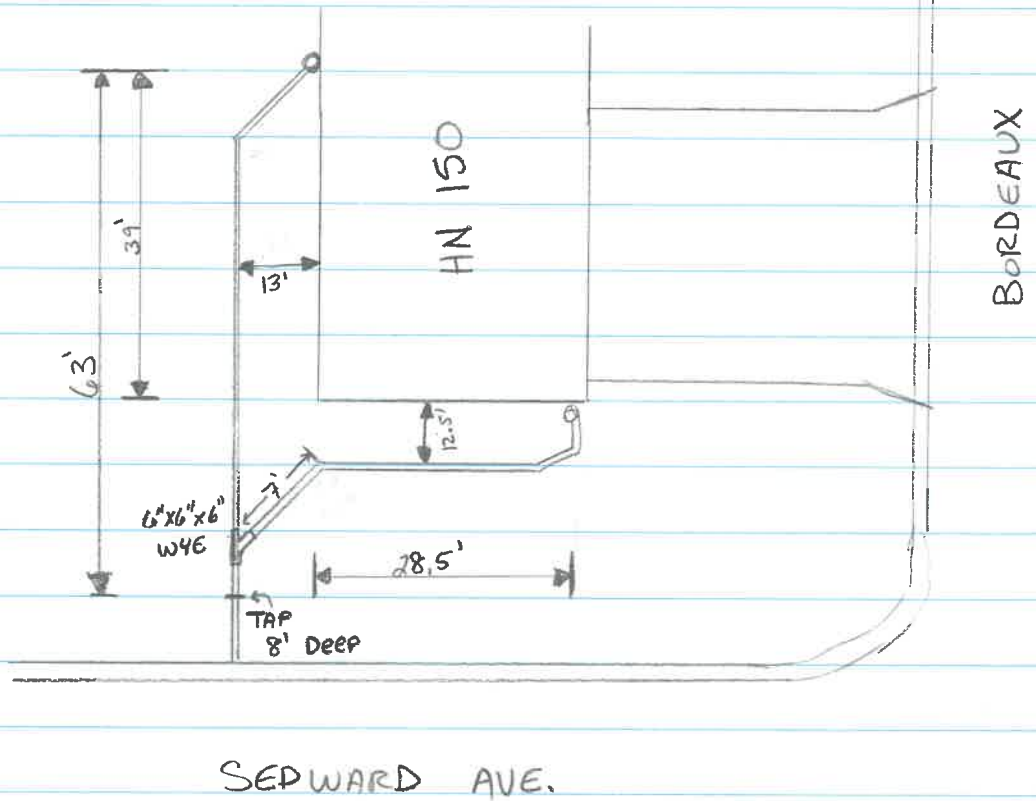 BORDEAUX
HN 150
39'
13'
63'
12.5'
7'
6"x6"x6"
WYE
28.5'
TAP
8' DEEP
SEDWARD AVE.